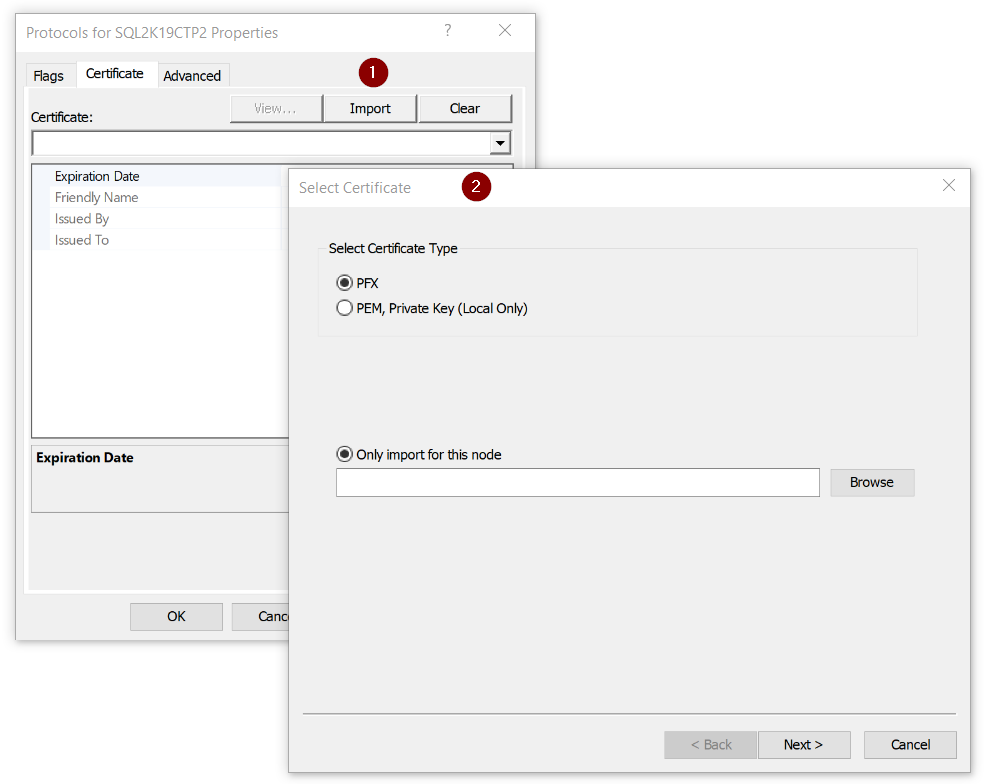 Protocols for SQL2K19CTP2 Properties
?
Flags
Certificate
Advanced
1
View...
Import
Clear
Certificate:
Expiration Date
Friendly Name
Issued By
Issued To
Expiration Date
OK
Canc
Select Certificate
2
Select Certificate Type
PFX
PEM, Private Key (Local Only)
Only import for this node
Browse
< Back
Next >
Cancel